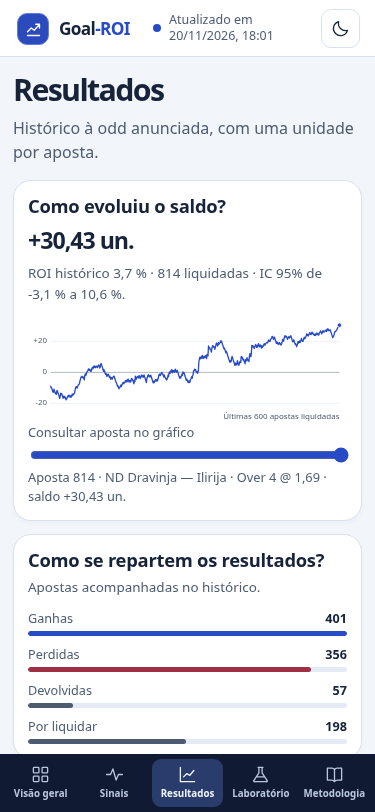 Goal-ROI
Atualizado em
20/11/2026, 18:01
Resultados
Histórico à odd anunciada, com uma unidade
por aposta.
Como evoluiu o saldo?
+30,43 un.
ROI histórico 3,7 % · 814 liquidadas · IC 95% de
-3,1 % a 10,6 %.
+20
0
-20
Últimas 600 apostas liquidadas
Consultar aposta no gráfico
Aposta 814 · ND Dravinja — Ilirija · Over 4 @ 1,69 ·
saldo +30,43 un.
Como se repartem os resultados?
Apostas acompanhadas no histórico.
Ganhas 401
Perdidas 356
Devolvidas 57
Por liquidar 198
Visão geral Sinais Resultados Laboratório Metodologia